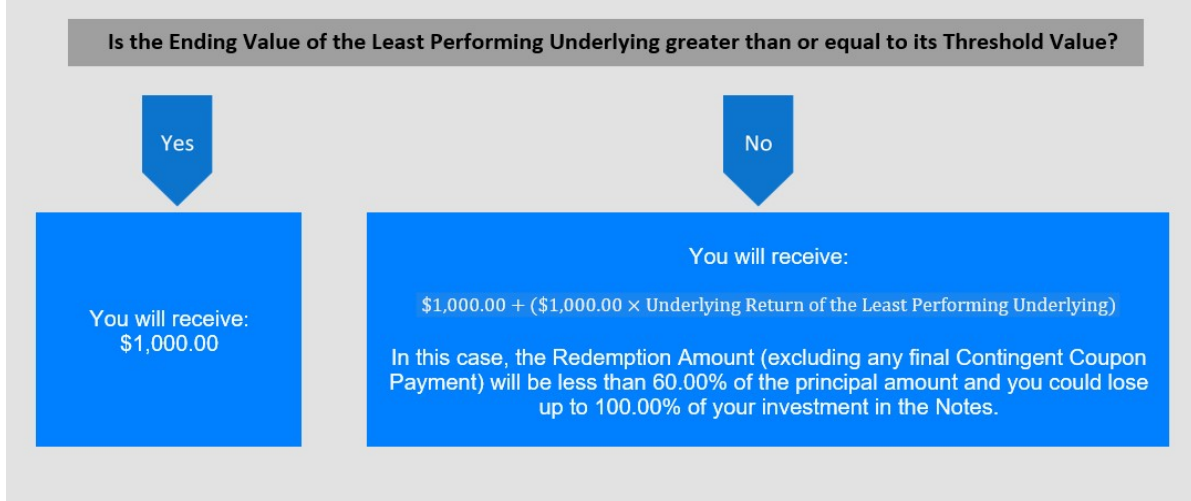 Is the Ending Value of the Least Performing Underlying greater than or equal to its Threshold Value?
Yes
No
You will receive:
$1,000.00
You will receive:
$1,000.00 + ($1,000.00 × Underlying Return of the Least Performing Underlying)
In this case, the Redemption Amount (excluding any final Contingent Coupon
Payment) will be less than 60.00% of the principal amount and you could lose
up to 100.00% of your investment in the Notes.